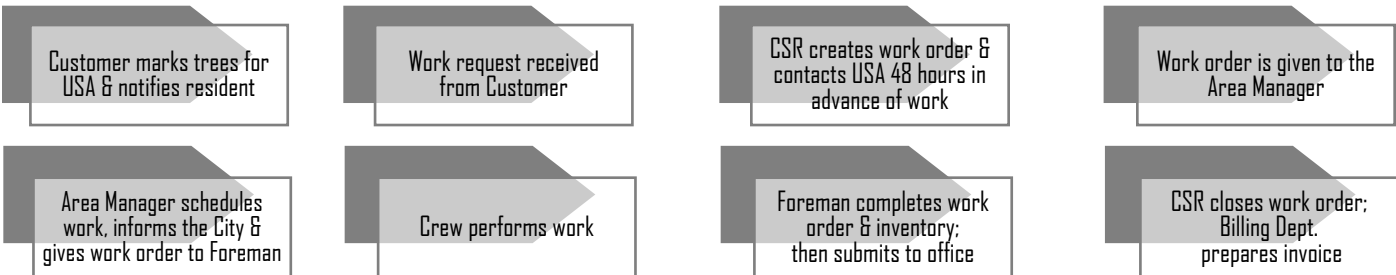 Customer marks trees for
USA & notifies resident
Work request received
from Customer
CSR creates work order &
contacts USA 48 hours in
advance of work
Work order is given to the
Area Manager
Area Manager schedules
work, informs the City &
gives work order to Foreman
Crew performs work
Foreman completes work
order & inventory;
then submits to office
CSR closes work order;
Billing Dept.
prepares invoice